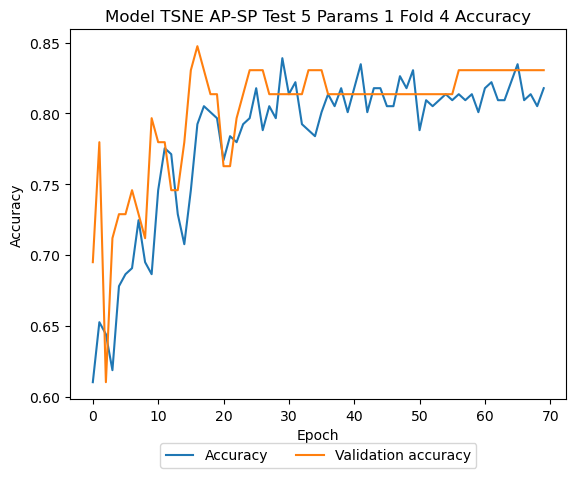 Model TSNE AP-SP Test 5 Params 1 Fold 4 Accuracy
Accuracy
0.85
0.80
0.75
0.70
0.65
0.60
0 10 20 30 40 50 60 70
Epoch
Accuracy Validation accuracy